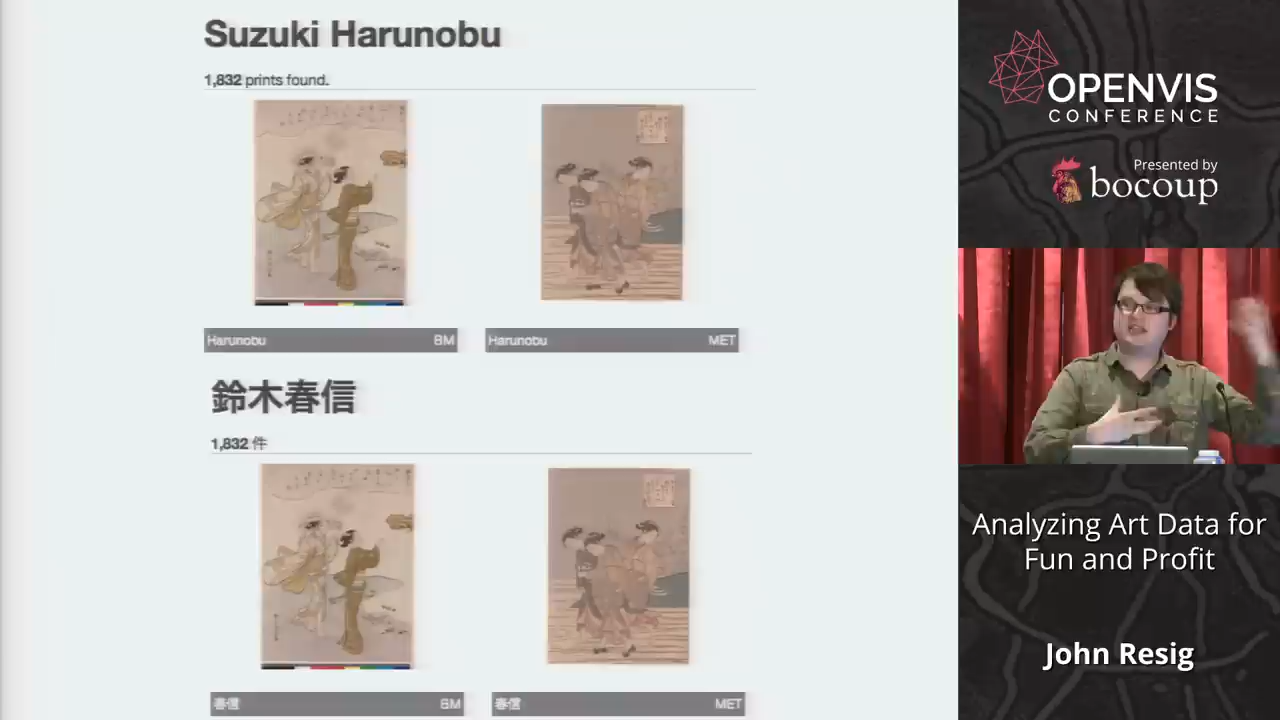 Suzuki Harunobu
1,832 prints found.
Harunobu BM
Harunobu MET
鈴木春信
1,832 件
春信 BM
春信 MET
OPENVIS
CONFERENCE
Presented by
bocoup
Analyzing Art Data for
Fun and Profit
John Resig